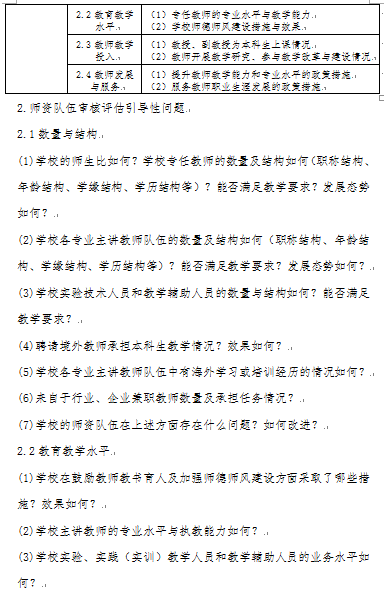 2.2 教育教学 (1)专任教师的专业水平与教学能力
水平 (2)学校师德师风建设措施与效果
2.3 教师教学 (1)教授、副教授为本科生上课情况
投入 (2)教师开展教学研究、参与教学改革与建设情况
2.4 教师发展 (1)提升教师教学能力和专业水平的政策措施
与服务 (2)服务教师职业生涯发展的政策措施
2.师资队伍审核评估引导性问题
2.1 数量与结构
(1)学校的师生比如何?学校专任教师的数量及结构如何(职称结构、
年龄结构、学缘结构、学历结构等)?能否满足教学要求?发展态势
如何?
(2)学校各专业主讲教师队伍的数量及结构如何(职称结构、年龄结
构、学缘结构、学历结构等)?能否满足教学要求?发展态势如何?
(3)学校实验技术人员和教学辅助人员的数量与结构如何?能否满足
教学要求?
(4)聘请境外教师承担本科生教学情况?效果如何?
(5)学校各专业主讲教师队伍中有海外学习或培训经历的情况如何?
(6)来自于行业、企业兼职教师数量及承担任务情况?
(7)学校的师资队伍在上述方面存在什么问题?如何改进?
2.2 教育教学水平
(1)学校在鼓励教师教书育人及加强师德师风建设方面采取了哪些措
施?效果如何?
(2)学校主讲教师的专业水平与执教能力如何?
(3)学校实验、实践(实训)教学人员和教学辅助人员的业务水平如
何?